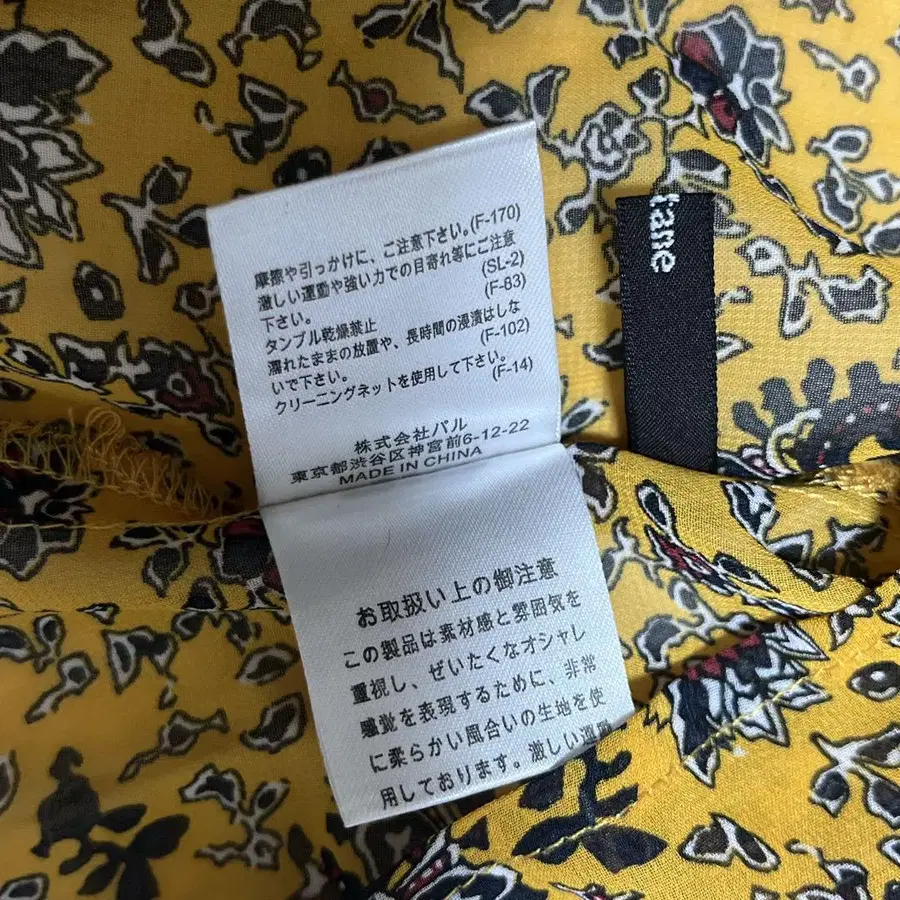 摩擦や引っかけに、ご注意下さい。(F-170)
激しい運動や強い力での目寄れ等にご注意
下さい。(SL-2)
タンブル乾燥禁止(F-83)
濡れたままの放置や、長時間の浸漬はしな
いで下さい。(F-102)
クリーニングネットを使用して下さい。(F-14)
株式会社パル
東京都渋谷区神宮前6-12-22
MADE IN CHINA
お取扱い上の御注意
この製品は素材感と雰囲気を
重視し、ぜいたくなオシャレ
感覚を表現するために、非常
に柔らかい風合いの生地を使
用しております。激しい運動
tane